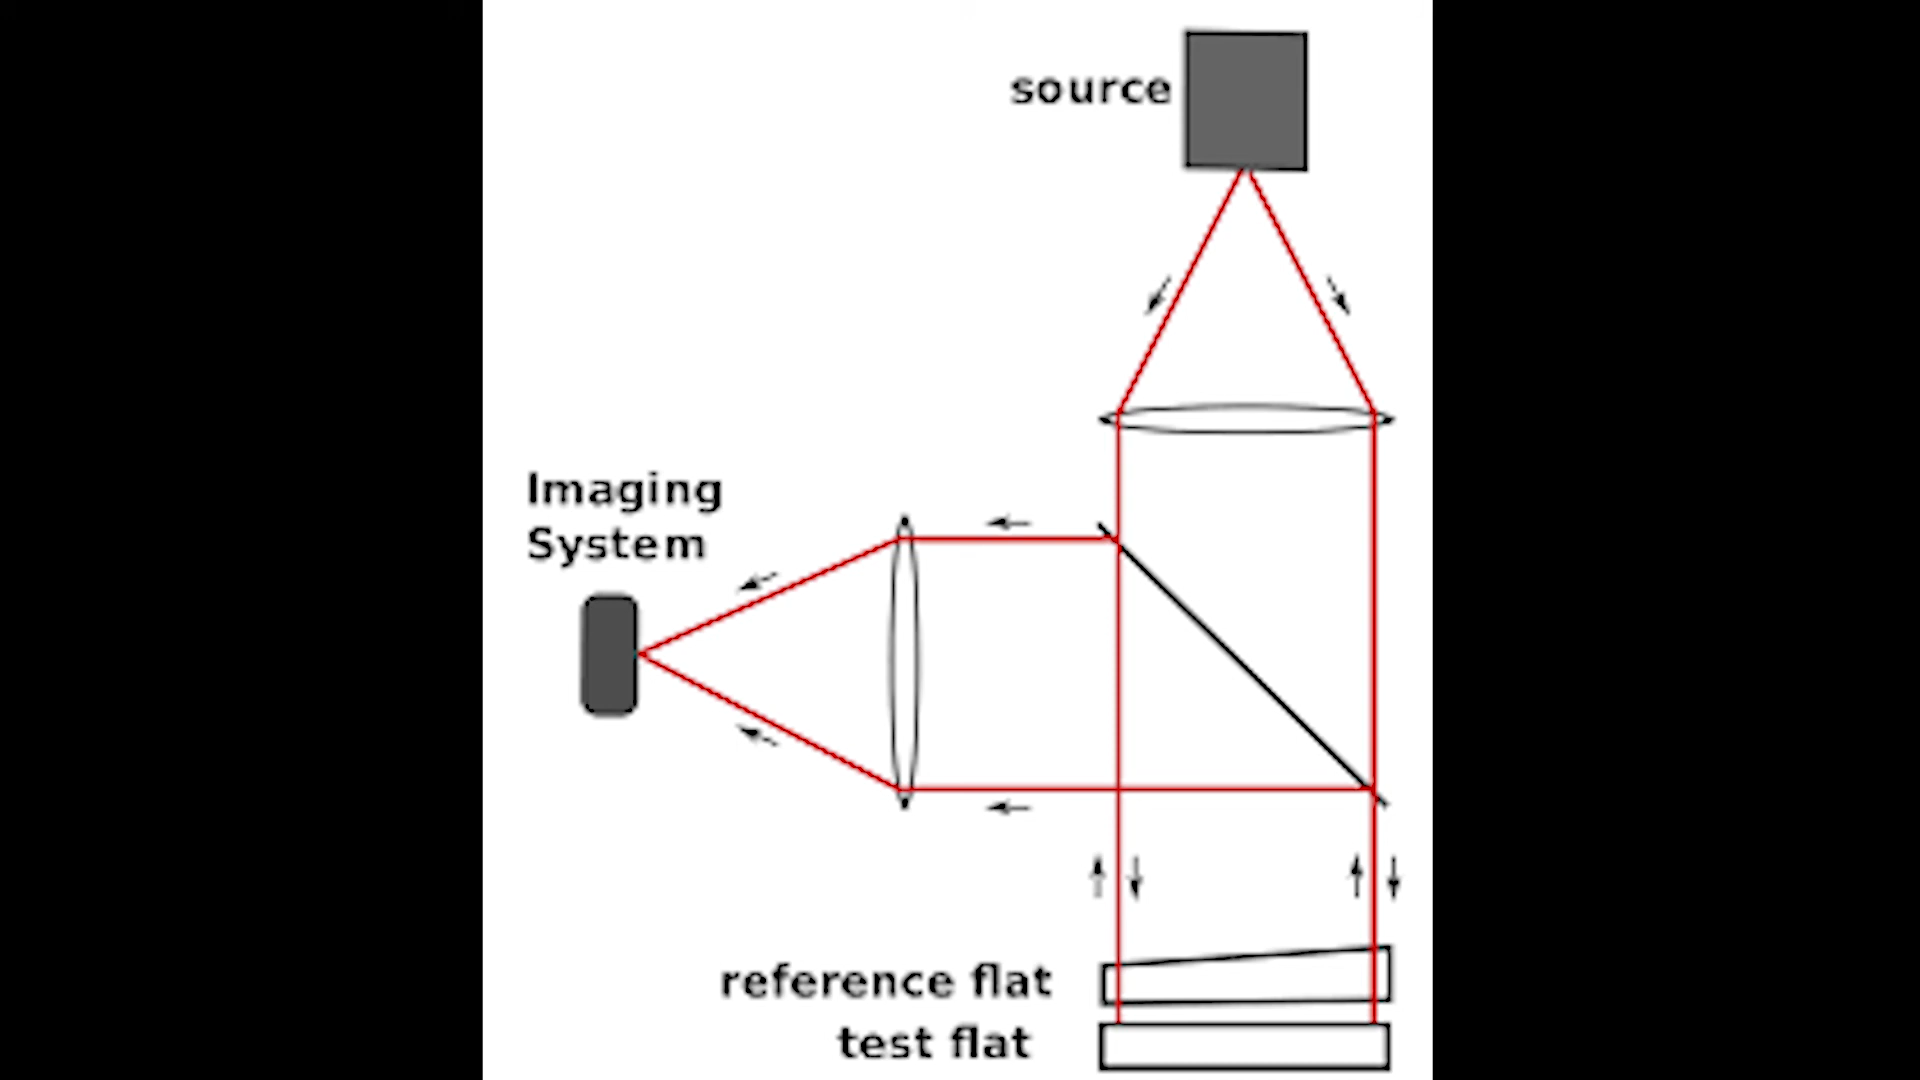 source
Imaging
System
reference flat
test flat